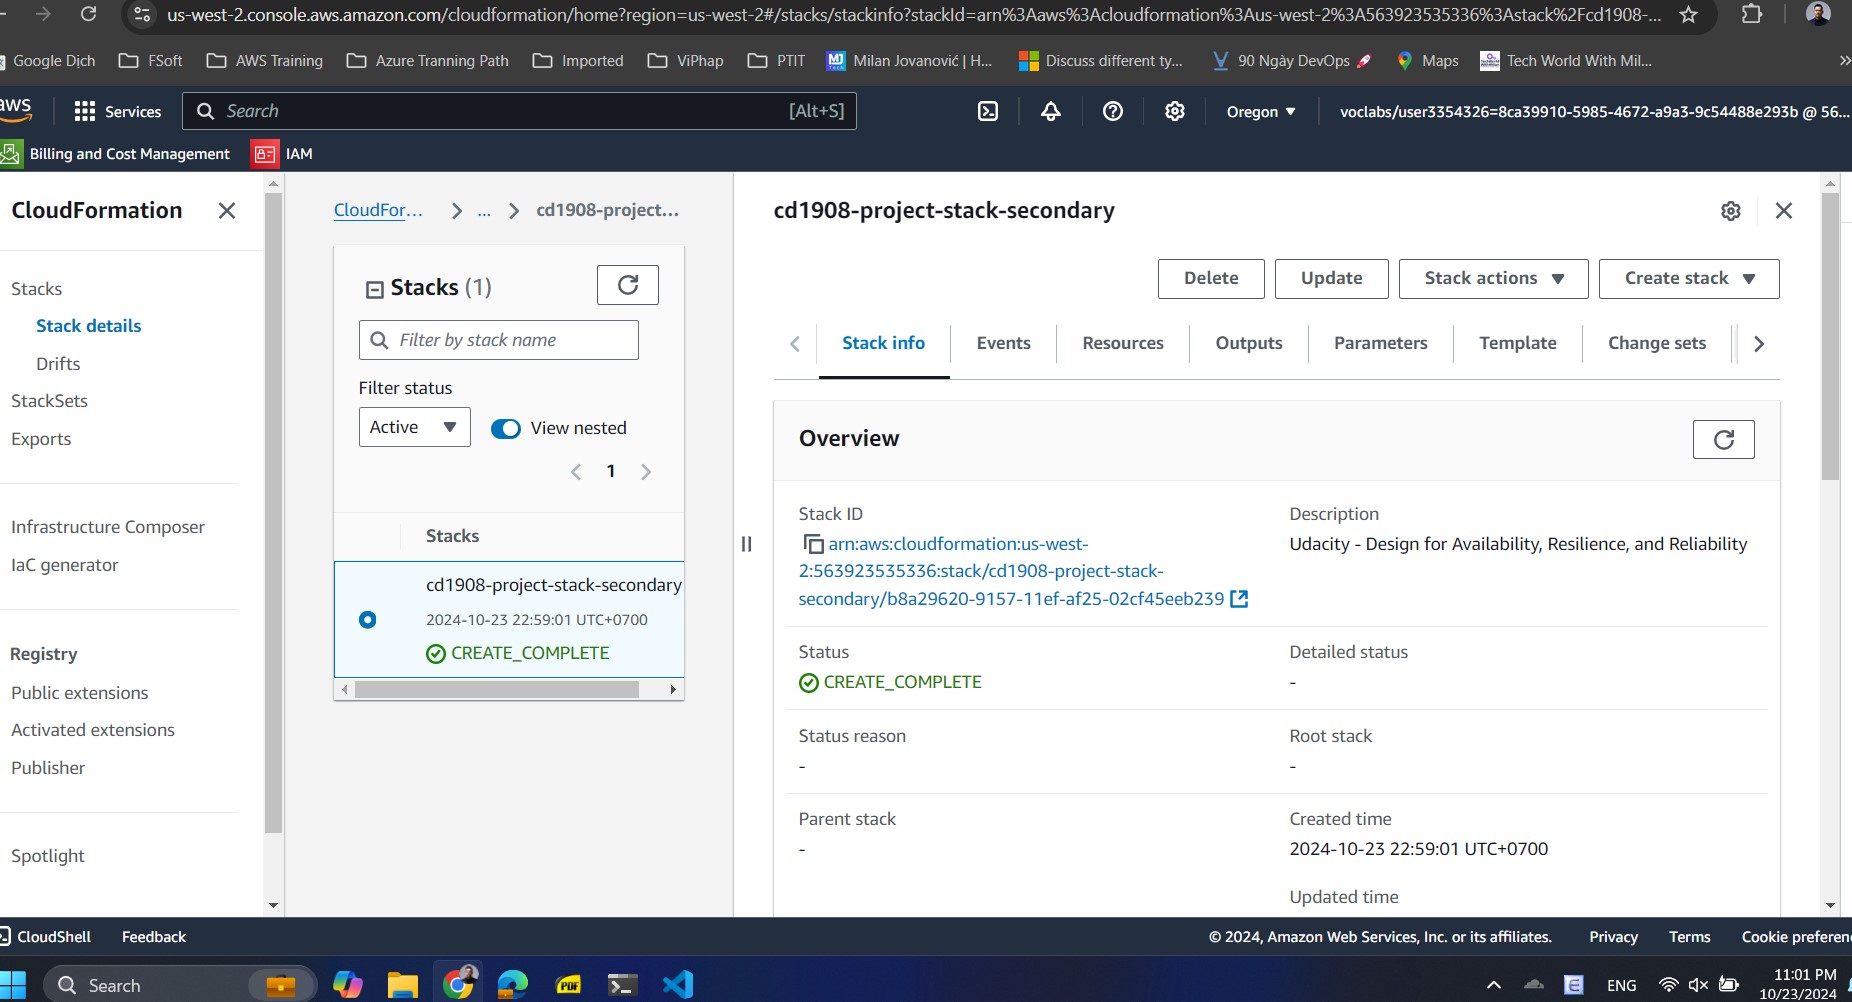 us-west-2.console.aws.amazon.com/cloudformation/home?region=us-west-2#/stacks/stackinfo?stackId=arn%3Aaws%3Acloudformation%3Aus-west-2%3A563923535336%3Astack%2Fcd1908-...
Google Dịch FSoft AWS Training Azure Tranning Path Imported ViPhap PTIT Milan Jovanović | H... Discuss different ty... 90 Ngày DevOps 🚀 Maps Tech World With Mil...
aws Services Search [Alt+S] Oregon voclabs/user3354326=8ca39910-5985-4672-a9a3-9c54488e293b @ 56...
Billing and Cost Management IAM
CloudFormation
Stacks
Stack details
Drifts
StackSets
Exports
Infrastructure Composer
IaC generator
Registry
Public extensions
Activated extensions
Publisher
Spotlight
CloudFor... ... cd1908-project...
Stacks (1)
Filter by stack name
Filter status
Active View nested
1
Stacks
cd1908-project-stack-secondary
2024-10-23 22:59:01 UTC+0700
CREATE_COMPLETE
cd1908-project-stack-secondary
Delete Update Stack actions Create stack
Stack info Events Resources Outputs Parameters Template Change sets
Overview
Stack ID
arn:aws:cloudformation:us-west-
2:563923535336:stack/cd1908-project-stack-
secondary/b8a29620-9157-11ef-af25-02cf45eeb239
Description
Udacity - Design for Availability, Resilience, and Reliability
Status
CREATE_COMPLETE
Detailed status
-
Status reason
-
Root stack
-
Parent stack
-
Created time
2024-10-23 22:59:01 UTC+0700
Updated time
CloudShell Feedback © 2024, Amazon Web Services, Inc. or its affiliates. Privacy Terms Cookie preferen
Search PDF ENG 11:01 PM
10/23/2024